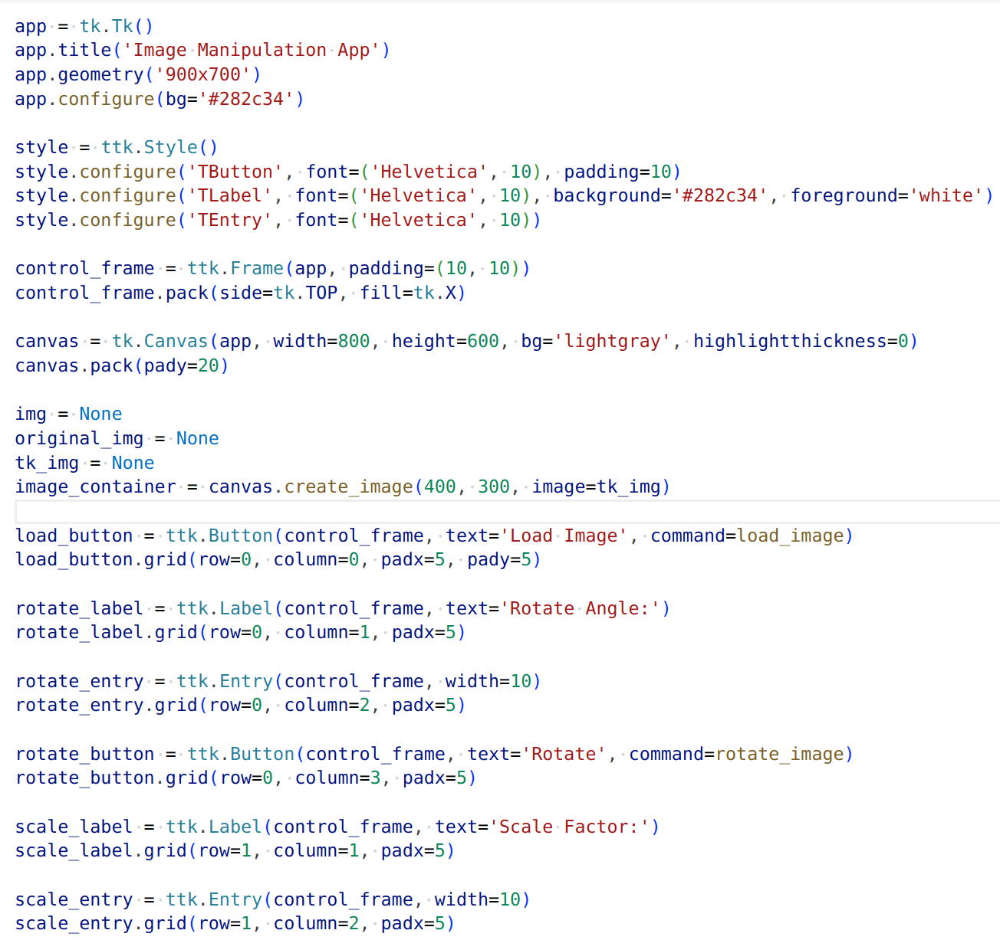 app = tk.Tk()
app.title('Image Manipulation App')
app.geometry('900x700')
app.configure(bg='#282c34')

style = ttk.Style()
style.configure('TButton', font=('Helvetica', 10), padding=10)
style.configure('TLabel', font=('Helvetica', 10), background='#282c34', foreground='white')
style.configure('TEntry', font=('Helvetica', 10))

control_frame = ttk.Frame(app, padding=(10, 10))
control_frame.pack(side=tk.TOP, fill=tk.X)

canvas = tk.Canvas(app, width=800, height=600, bg='lightgray', highlightthickness=0)
canvas.pack(pady=20)

img = None
original_img = None
tk_img = None
image_container = canvas.create_image(400, 300, image=tk_img)

load_button = ttk.Button(control_frame, text='Load Image', command=load_image)
load_button.grid(row=0, column=0, padx=5, pady=5)

rotate_label = ttk.Label(control_frame, text='Rotate Angle:')
rotate_label.grid(row=0, column=1, padx=5)

rotate_entry = ttk.Entry(control_frame, width=10)
rotate_entry.grid(row=0, column=2, padx=5)

rotate_button = ttk.Button(control_frame, text='Rotate', command=rotate_image)
rotate_button.grid(row=0, column=3, padx=5)

scale_label = ttk.Label(control_frame, text='Scale Factor:')
scale_label.grid(row=1, column=1, padx=5)

scale_entry = ttk.Entry(control_frame, width=10)
scale_entry.grid(row=1, column=2, padx=5)